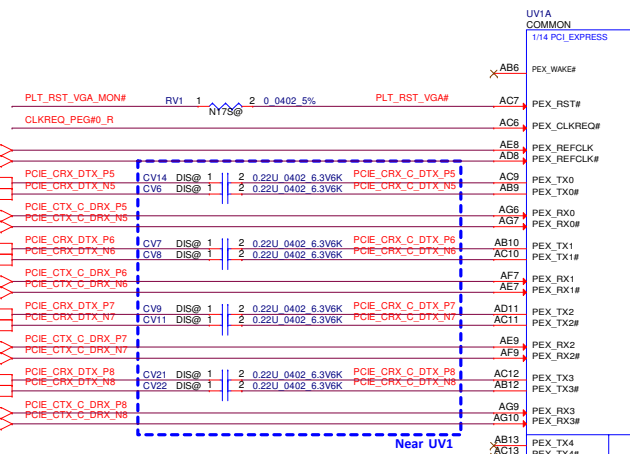 UV1A
COMMON
1/14 PCI_EXPRESS
AB6 PEX_WAKE#
PLT_RST_VGA_MON# RV1 1 2 0_0402_5% PLT_RST_VGA# AC7 PEX_RST#
N17S@
CLKREQ_PEG#0_R AC6 PEX_CLKREQ#
AE8 PEX_REFCLK
AD8 PEX_REFCLK#
PCIE_CRX_DTX_P5 CV14 DIS@ 1 2 0.22U_0402_6.3V6K PCIE_CRX_C_DTX_P5 AC9 PEX_TX0
PCIE_CRX_DTX_N5 CV6 DIS@ 1 2 0.22U_0402_6.3V6K PCIE_CRX_C_DTX_N5 AB9 PEX_TX0#
PCIE_CTX_C_DRX_P5 AG6 PEX_RX0
PCIE_CTX_C_DRX_N5 AG7 PEX_RX0#
PCIE_CRX_DTX_P6 CV7 DIS@ 1 2 0.22U_0402_6.3V6K PCIE_CRX_C_DTX_P6 AB10 PEX_TX1
PCIE_CRX_DTX_N6 CV8 DIS@ 1 2 0.22U_0402_6.3V6K PCIE_CRX_C_DTX_N6 AC10 PEX_TX1#
PCIE_CTX_C_DRX_P6 AF7 PEX_RX1
PCIE_CTX_C_DRX_N6 AE7 PEX_RX1#
PCIE_CRX_DTX_P7 CV9 DIS@ 1 2 0.22U_0402_6.3V6K PCIE_CRX_C_DTX_P7 AD11 PEX_TX2
PCIE_CRX_DTX_N7 CV11 DIS@ 1 2 0.22U_0402_6.3V6K PCIE_CRX_C_DTX_N7 AC11 PEX_TX2#
PCIE_CTX_C_DRX_P7 AE9 PEX_RX2
PCIE_CTX_C_DRX_N7 AF9 PEX_RX2#
PCIE_CRX_DTX_P8 CV21 DIS@ 1 2 0.22U_0402_6.3V6K PCIE_CRX_C_DTX_P8 AC12 PEX_TX3
PCIE_CRX_DTX_N8 CV22 DIS@ 1 2 0.22U_0402_6.3V6K PCIE_CRX_C_DTX_N8 AB12 PEX_TX3#
PCIE_CTX_C_DRX_P8 AG9 PEX_RX3
PCIE_CTX_C_DRX_N8 AG10 PEX_RX3#
Near UV1 AB13 PEX_TX4
AC13 PEX_TX4#